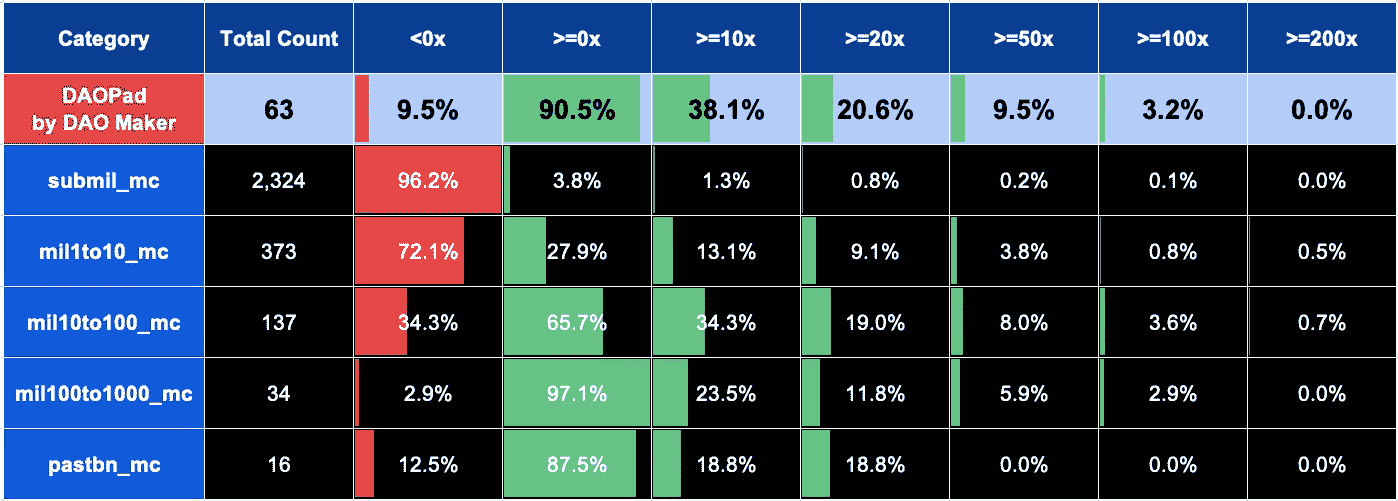 Category Total Count <0x >=0x >=10x >=20x >=50x >=100x >=200x
DAOPad
by DAO Maker 63 9.5% 90.5% 38.1% 20.6% 9.5% 3.2% 0.0%
submil_mc 2,324 96.2% 3.8% 1.3% 0.8% 0.2% 0.1% 0.0%
mil1to10_mc 373 72.1% 27.9% 13.1% 9.1% 3.8% 0.8% 0.5%
mil10to100_mc 137 34.3% 65.7% 34.3% 19.0% 8.0% 3.6% 0.7%
mil100to1000_mc 34 2.9% 97.1% 23.5% 11.8% 5.9% 2.9% 0.0%
pastbn_mc 16 12.5% 87.5% 18.8% 18.8% 0.0% 0.0% 0.0%